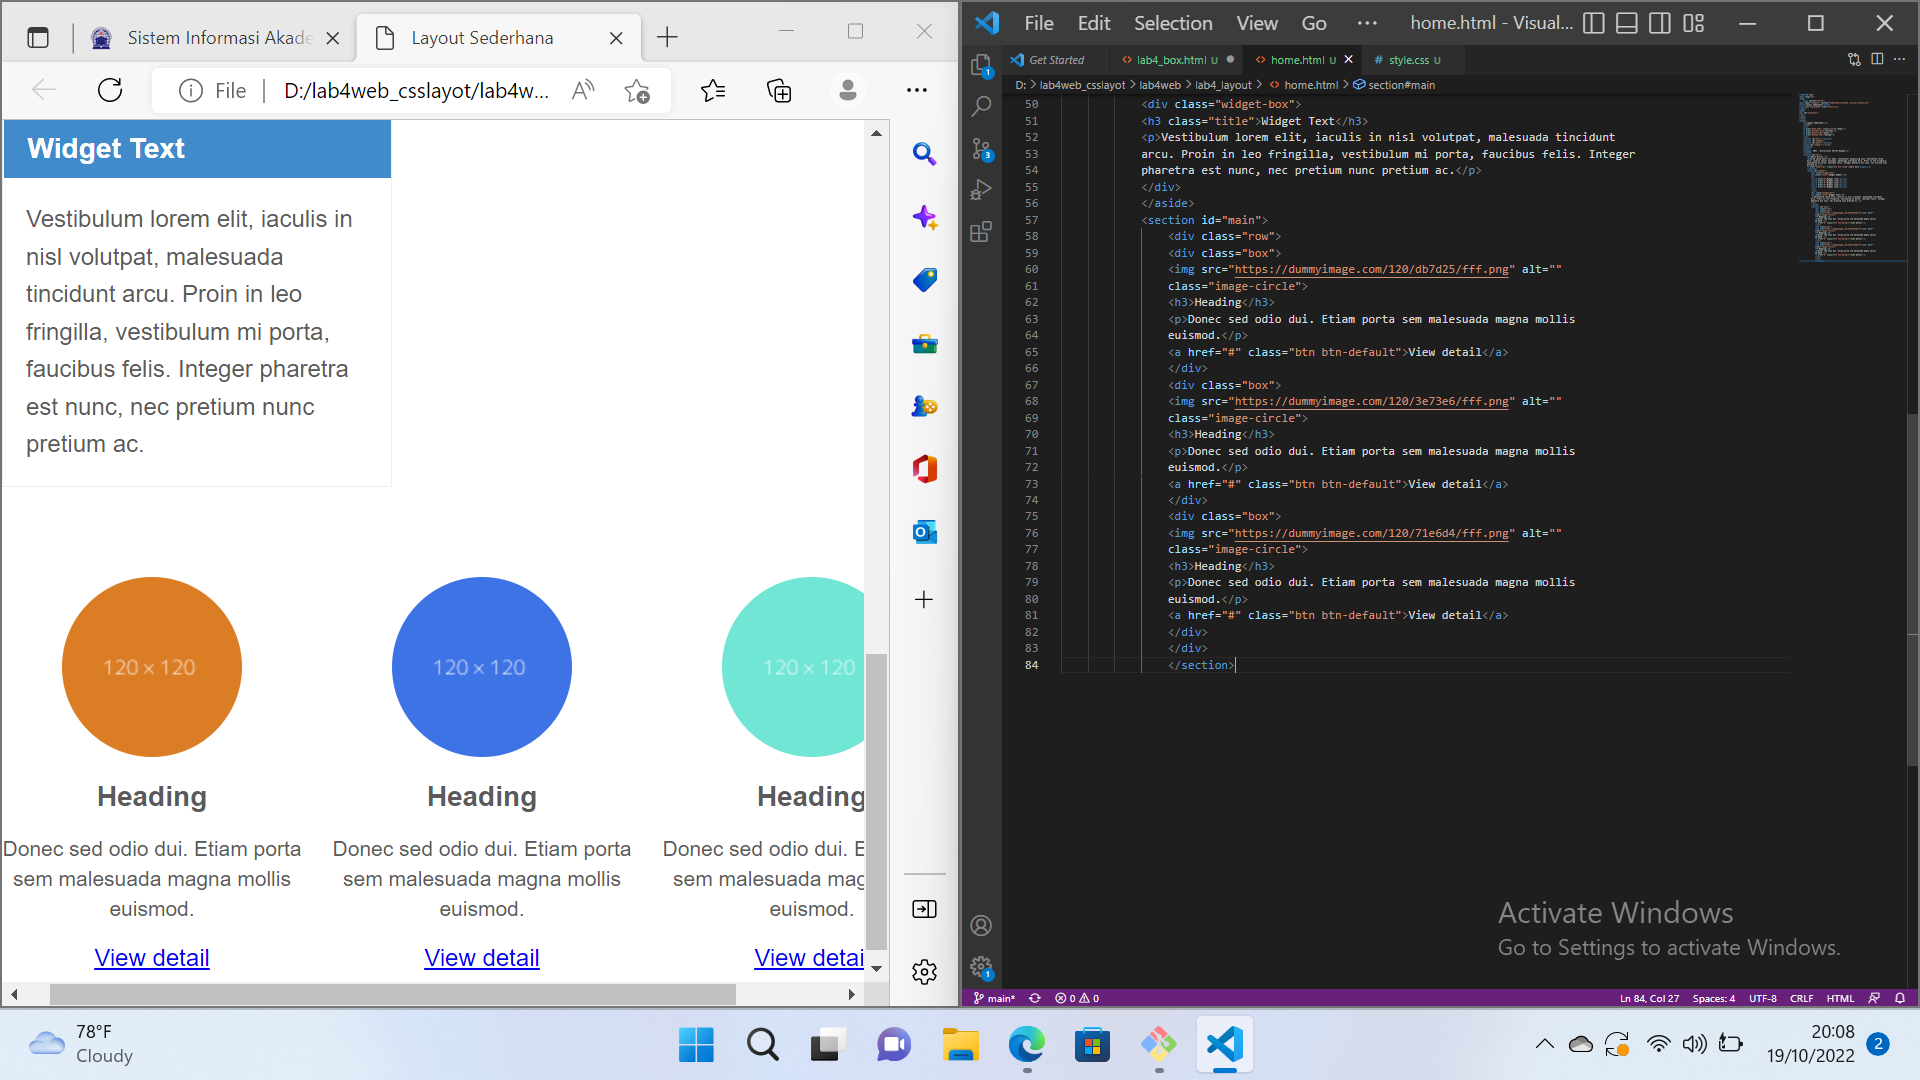 Sistem Informasi Akade
Layout Sederhana
File
D:/lab4web_csslayot/lab4w...
Widget Text
Vestibulum lorem elit, iaculis in
nisl volutpat, malesuada
tincidunt arcu. Proin in leo
fringilla, vestibulum mi porta,
faucibus felis. Integer pharetra
est nunc, nec pretium nunc
pretium ac.
120 × 120
120 × 120
120 × 120
Heading
Heading
Heading
Donec sed odio dui. Etiam porta
sem malesuada magna mollis
euismod.
Donec sed odio dui. Etiam porta
sem malesuada magna mollis
euismod.
Donec sed odio dui. E
sem malesuada mag
euismod.
View detail
View detail
View detai
File Edit Selection View Go ··· home.html - Visual...
Get Started
lab4_box.html U
home.html U
# style.css U
D: > lab4web_csslayot > lab4web > lab4_layout > home.html > section#main
50 <div class="widget-box">
51 <h3 class="title">Widget Text</h3>
52 <p>Vestibulum lorem elit, iaculis in nisl volutpat, malesuada tincidunt
53 arcu. Proin in leo fringilla, vestibulum mi porta, faucibus felis. Integer
54 pharetra est nunc, nec pretium nunc pretium ac.</p>
55 </div>
56 </aside>
57 <section id="main">
58 <div class="row">
59 <div class="box">
60 <img src="https://dummyimage.com/120/db7d25/fff.png" alt=""
61 class="image-circle">
62 <h3>Heading</h3>
63 <p>Donec sed odio dui. Etiam porta sem malesuada magna mollis
64 euismod.</p>
65 <a href="#" class="btn btn-default">View detail</a>
66 </div>
67 <div class="box">
68 <img src="https://dummyimage.com/120/3e73e6/fff.png" alt=""
69 class="image-circle">
70 <h3>Heading</h3>
71 <p>Donec sed odio dui. Etiam porta sem malesuada magna mollis
72 euismod.</p>
73 <a href="#" class="btn btn-default">View detail</a>
74 </div>
75 <div class="box">
76 <img src="https://dummyimage.com/120/71e6d4/fff.png" alt=""
77 class="image-circle">
78 <h3>Heading</h3>
79 <p>Donec sed odio dui. Etiam porta sem malesuada magna mollis
80 euismod.</p>
81 <a href="#" class="btn btn-default">View detail</a>
82 </div>
83 </div>
84 </section>
1
3
1
Activate Windows
Go to Settings to activate Windows.
main* 0 0 Ln 84, Col 27 Spaces: 4 UTF-8 CRLF HTML
78°F
Cloudy
20:08
19/10/2022
2